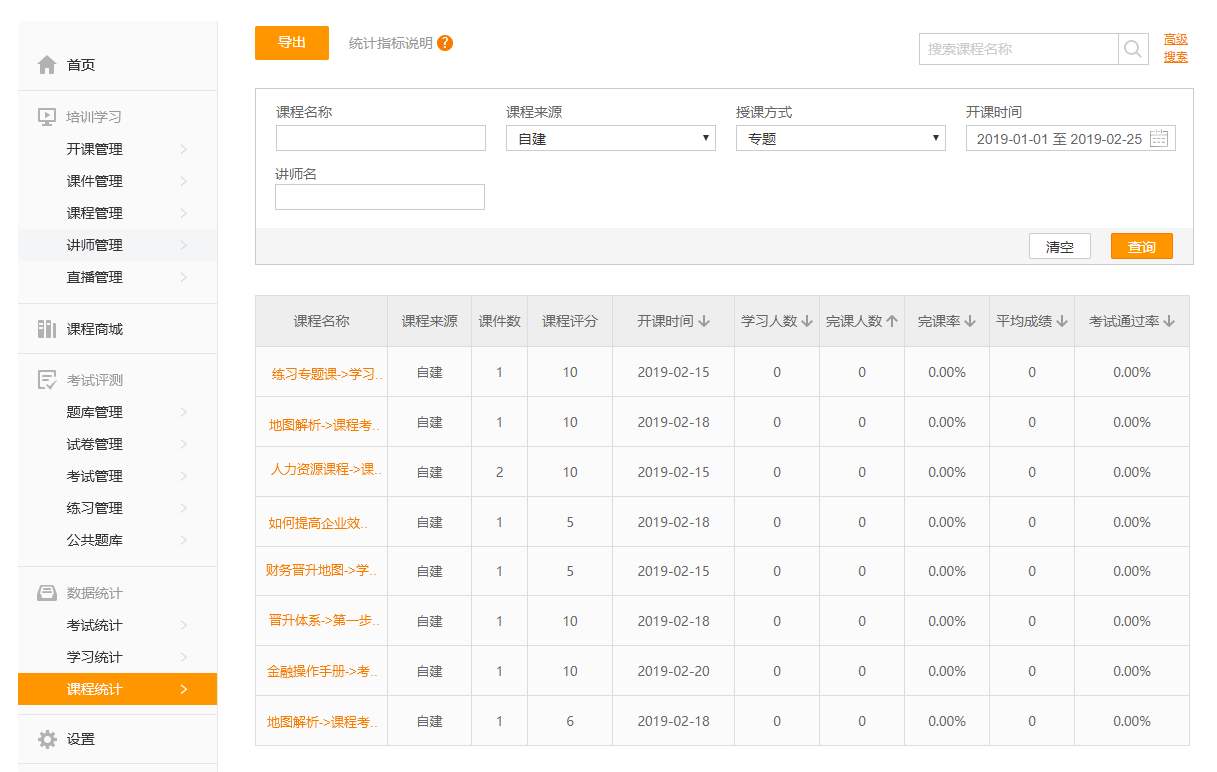 首页
培训学习
开课管理
课件管理
课程管理
讲师管理
直播管理
课程商城
考试评测
题库管理
试卷管理
考试管理
练习管理
公共题库
数据统计
考试统计
学习统计
课程统计
设置
导出 统计指标说明 ?
搜索课程名称
高级
搜索
课程名称 课程来源 授课方式 开课时间
自建 专题 2019-01-01 至 2019-02-25
讲师名
清空 查询
课程名称 课程来源 课件数 课程评分 开课时间↓ 学习人数↓ 完课人数↑ 完课率↓ 平均成绩↓ 考试通过率↓
练习专题课->学习.. 自建 1 10 2019-02-15 0 0 0.00% 0 0.00%
地图解析->课程考.. 自建 1 10 2019-02-18 0 0 0.00% 0 0.00%
人力资源课程->课.. 自建 2 10 2019-02-15 0 0 0.00% 0 0.00%
如何提高企业效.. 自建 1 5 2019-02-18 0 0 0.00% 0 0.00%
财务晋升地图->学.. 自建 1 5 2019-02-15 0 0 0.00% 0 0.00%
晋升体系->第一步.. 自建 1 10 2019-02-18 0 0 0.00% 0 0.00%
金融操作手册->考.. 自建 1 10 2019-02-20 0 0 0.00% 0 0.00%
地图解析->课程考.. 自建 1 6 2019-02-18 0 0 0.00% 0 0.00%